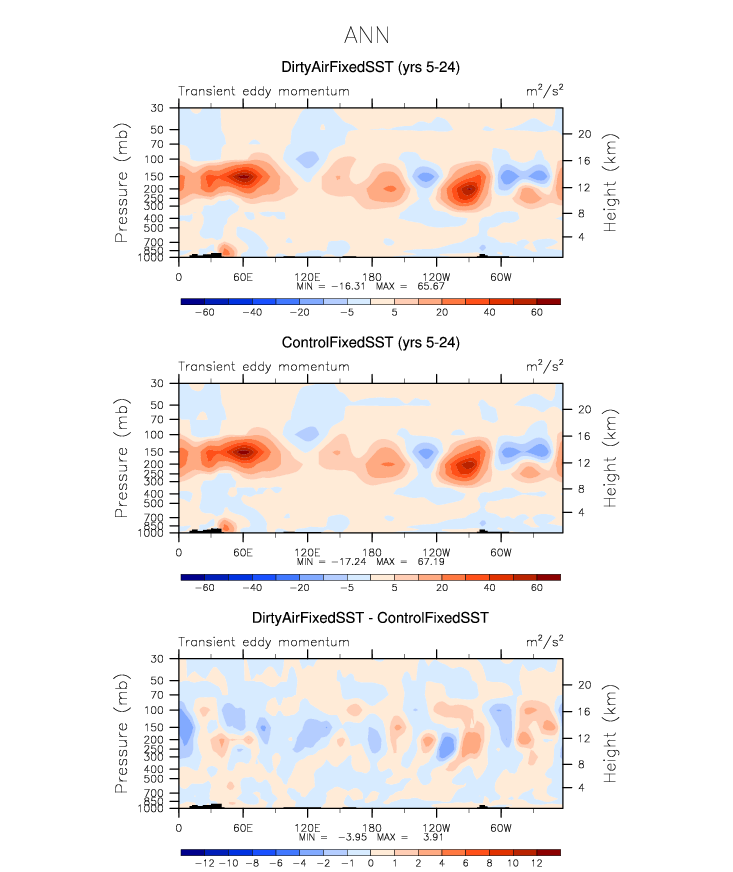 ANN
DirtyAirFixedSST (yrs 5-24)
Transient eddy momentum m²/s²
Pressure (mb)
30
50
70
100
150
200
250
300
400
500
700
850
1000
Height (km)
20
16
12
8
4
0 60E 120E 180 120W 60W
MIN = -16.31 MAX = 65.67
-60 -40 -20 -5 5 20 40 60
ControlFixedSST (yrs 5-24)
Transient eddy momentum m²/s²
Pressure (mb)
30
50
70
100
150
200
250
300
400
500
700
850
1000
Height (km)
20
16
12
8
4
0 60E 120E 180 120W 60W
MIN = -17.24 MAX = 67.19
-60 -40 -20 -5 5 20 40 60
DirtyAirFixedSST - ControlFixedSST
Transient eddy momentum m²/s²
Pressure (mb)
30
50
70
100
150
200
250
300
400
500
700
850
1000
Height (km)
20
16
12
8
4
0 60E 120E 180 120W 60W
MIN = -3.95 MAX = 3.91
-12 -10 -8 -6 -4 -2 -1 0 1 2 4 6 8 10 12